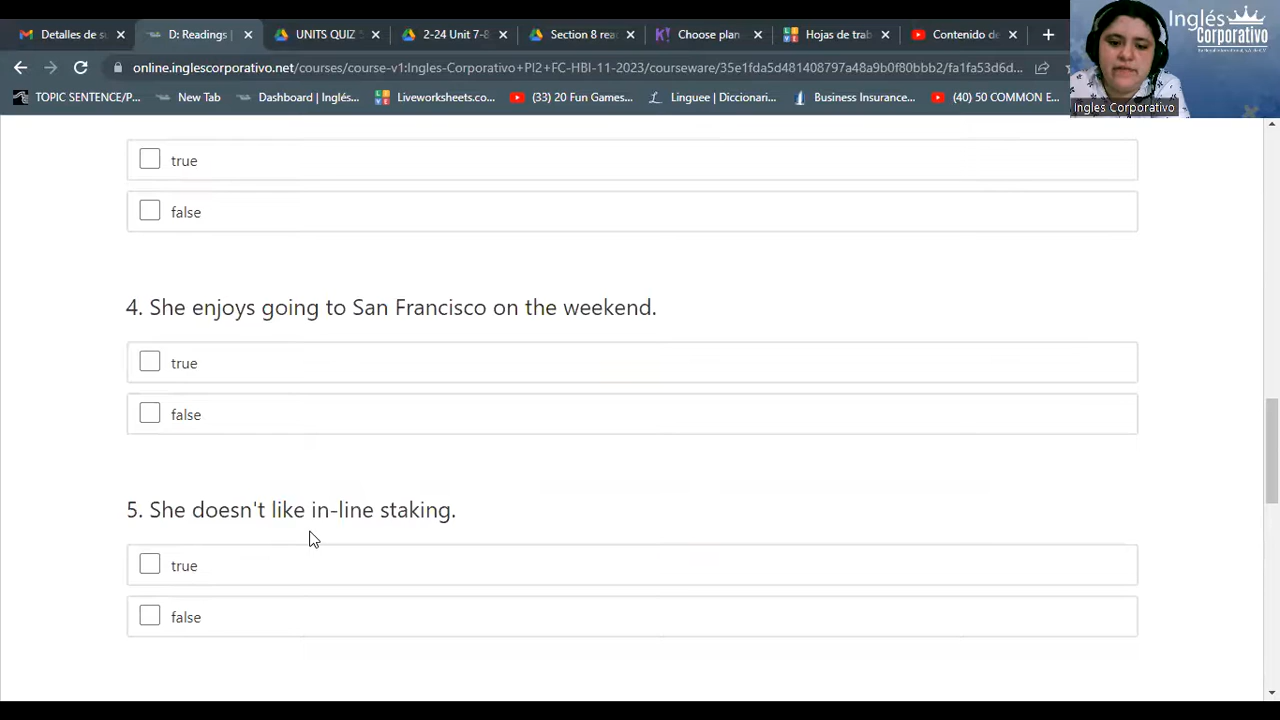 Detalles de su
D: Readings |
UNITS QUIZ
2-24 Unit 7-8
Section 8 rea
Choose plan
Hojas de trab
Contenido de
online.inglescorporativo.net/courses/course-v1:Ingles-Corporativo+PI2+FC-HBI-11-2023/courseware/35e1fda5d481408797a48a9b0f80bbb2/fa1fa53d6d...
TOPIC SENTENCE/P...
New Tab
Dashboard | Inglés...
Liveworksheets.co...
(33) 20 Fun Games...
Linguee | Diccionari...
Business Insurance...
(40) 50 COMMON E...
Inglés
Corporativo
Ingles Corporativo
true
false
4. She enjoys going to San Francisco on the weekend.
true
false
5. She doesn't like in-line staking.
true
false